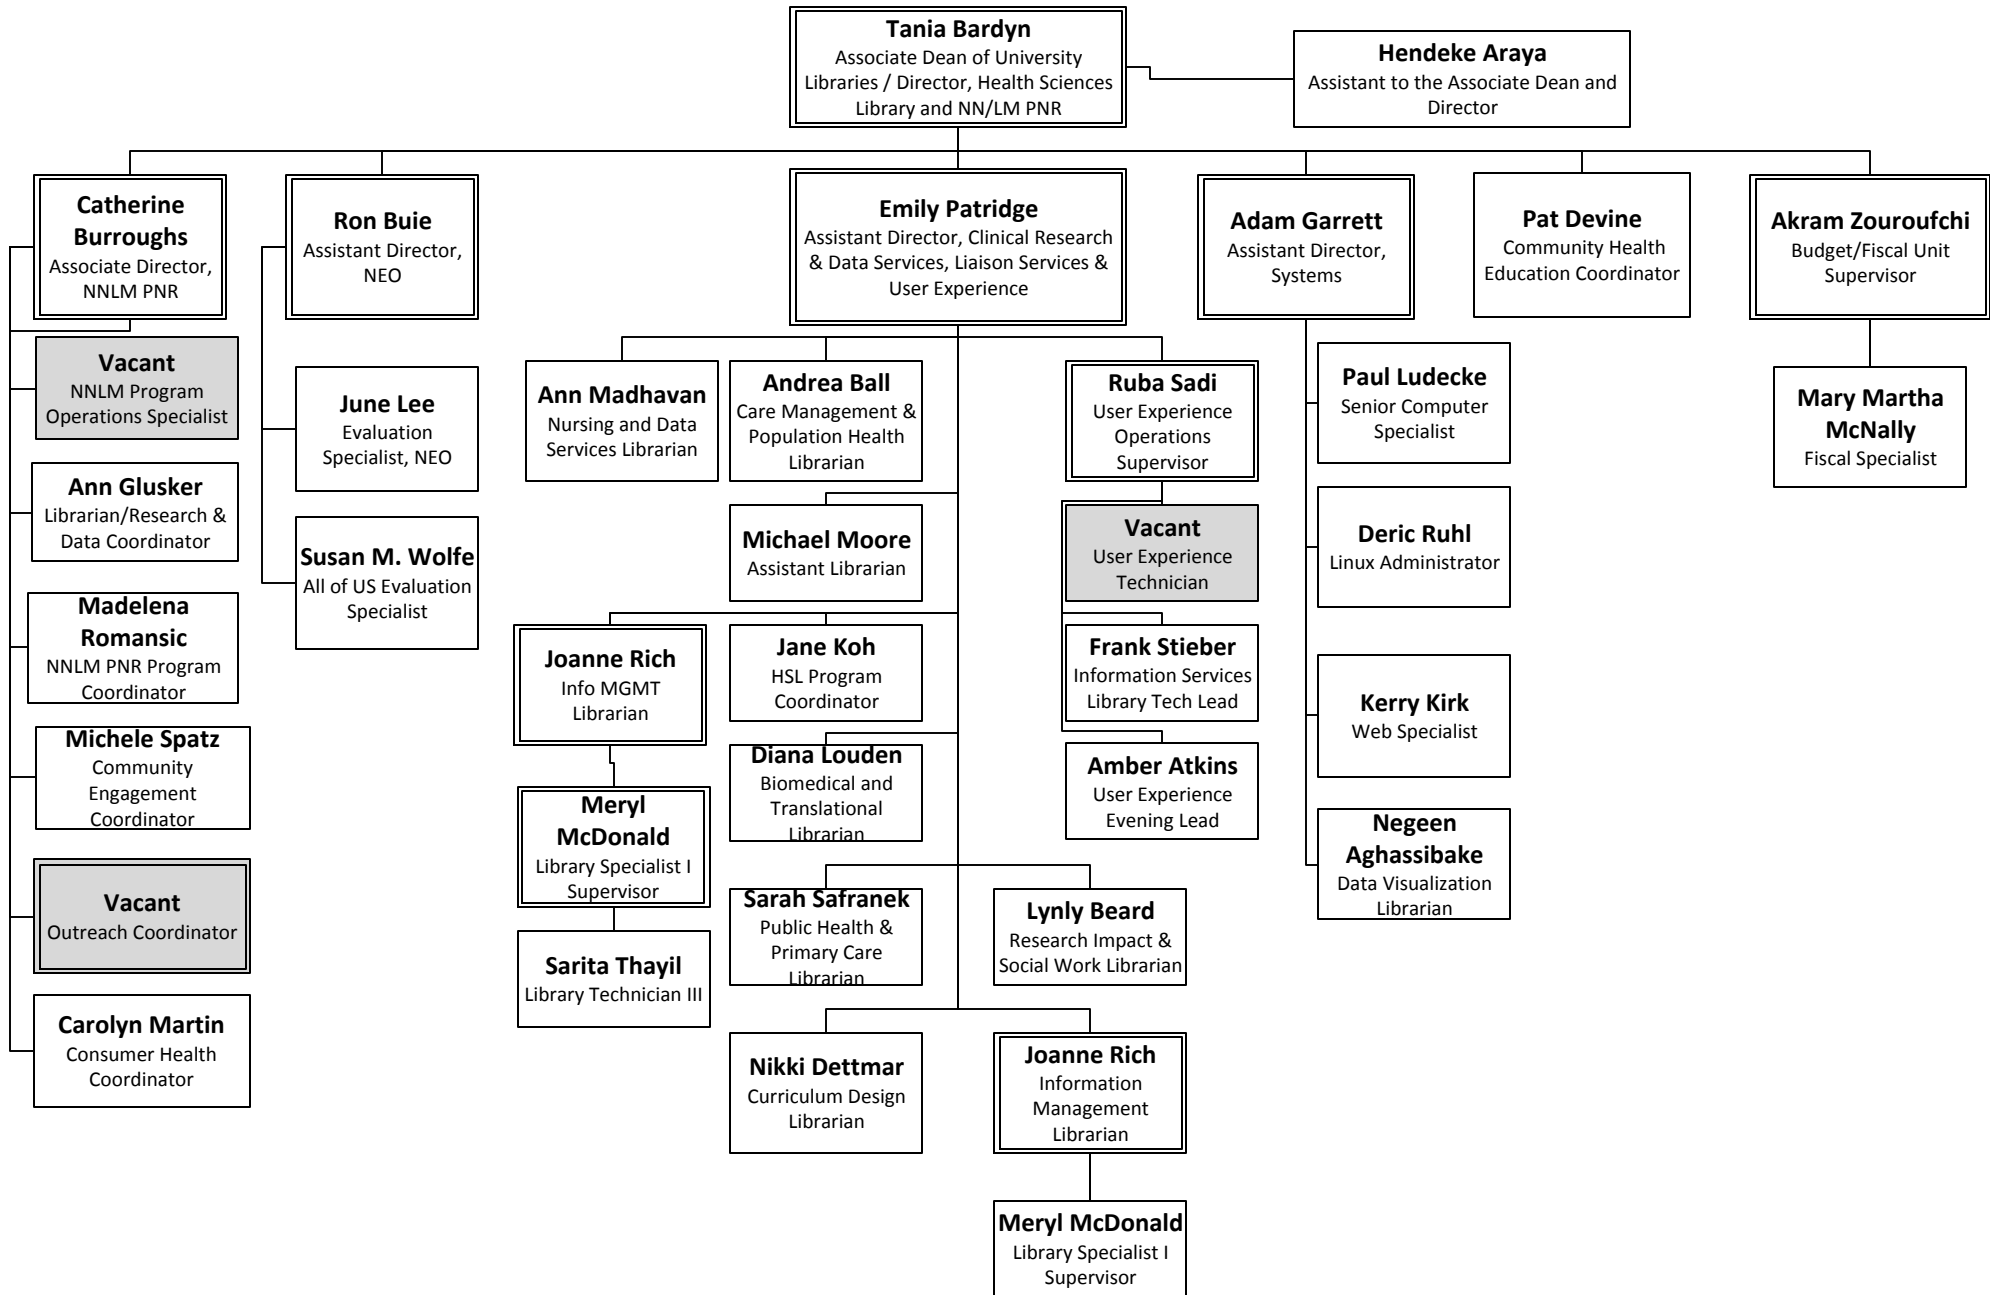 Tania Bardyn
Associate Dean of University
Libraries / Director, Health Sciences
Library and NN/LM PNR
Hendeke Araya
Assistant to the Associate Dean and
Director
Catherine
Burroughs
Associate Director,
NNLM PNR
Ron Buie
Assistant Director,
NEO
Emily Patridge
Assistant Director, Clinical Research
& Data Services, Liaison Services &
User Experience
Adam Garrett
Assistant Director,
Systems
Pat Devine
Community Health
Education Coordinator
Akram Zouroufchi
Budget/Fiscal Unit
Supervisor
Vacant
NNLM Program
Operations Specialist
Ann Glusker
Librarian/Research &
Data Coordinator
Madelena
Romansic
NNLM PNR Program
Coordinator
Michele Spatz
Community
Engagement
Coordinator
Vacant
Outreach Coordinator
Carolyn Martin
Consumer Health
Coordinator
June Lee
Evaluation
Specialist, NEO
Susan M. Wolfe
All of US Evaluation
Specialist
Ann Madhavan
Nursing and Data
Services Librarian
Andrea Ball
Care Management &
Population Health
Librarian
Ruba Sadi
User Experience
Operations
Supervisor
Michael Moore
Assistant Librarian
Vacant
User Experience
Technician
Joanne Rich
Info MGMT
Librarian
Jane Koh
HSL Program
Coordinator
Frank Stieber
Information Services
Library Tech Lead
Meryl
McDonald
Library Specialist I
Supervisor
Diana Louden
Biomedical and
Translational
Librarian
Amber Atkins
User Experience
Evening Lead
Sarita Thayil
Library Technician III
Sarah Safranek
Public Health &
Primary Care
Librarian
Lynly Beard
Research Impact &
Social Work Librarian
Nikki Dettmar
Curriculum Design
Librarian
Joanne Rich
Information
Management
Librarian
Meryl McDonald
Library Specialist I
Supervisor
Paul Ludecke
Senior Computer
Specialist
Deric Ruhl
Linux Administrator
Kerry Kirk
Web Specialist
Negeen
Aghassibake
Data Visualization
Librarian
Mary Martha
McNally
Fiscal Specialist